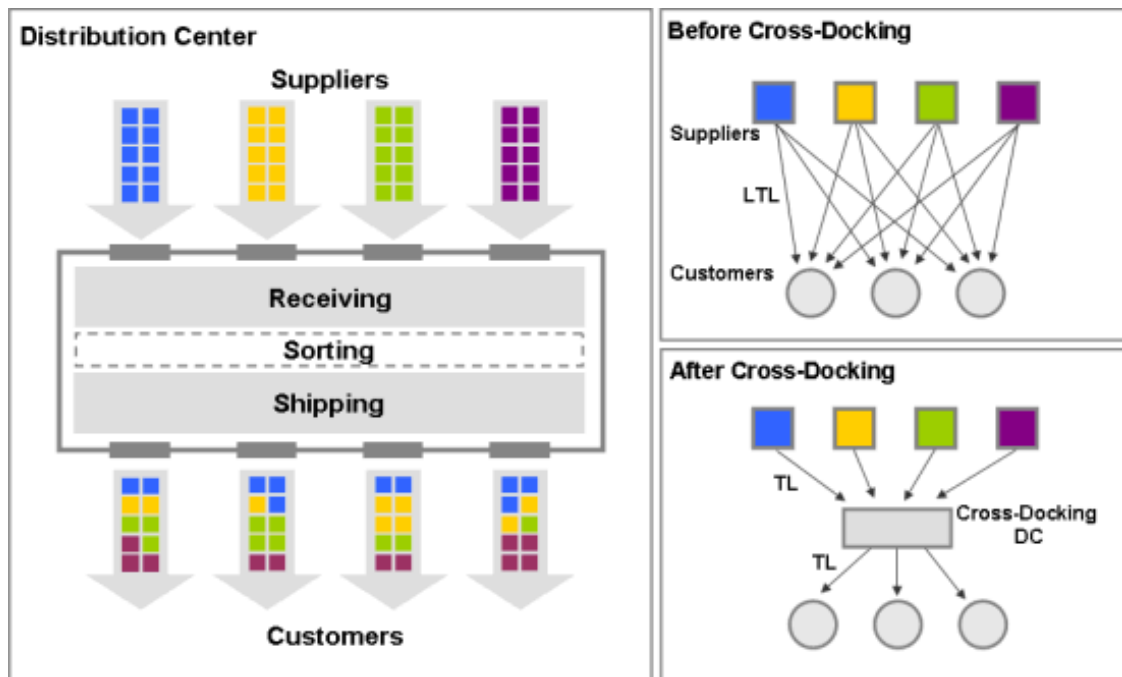 Distribution Center
Suppliers
Receiving
Sorting
Shipping
Customers
Before Cross-Docking
Suppliers
LTL
Customers
After Cross-Docking
TL
Cross-Docking
DC
TL